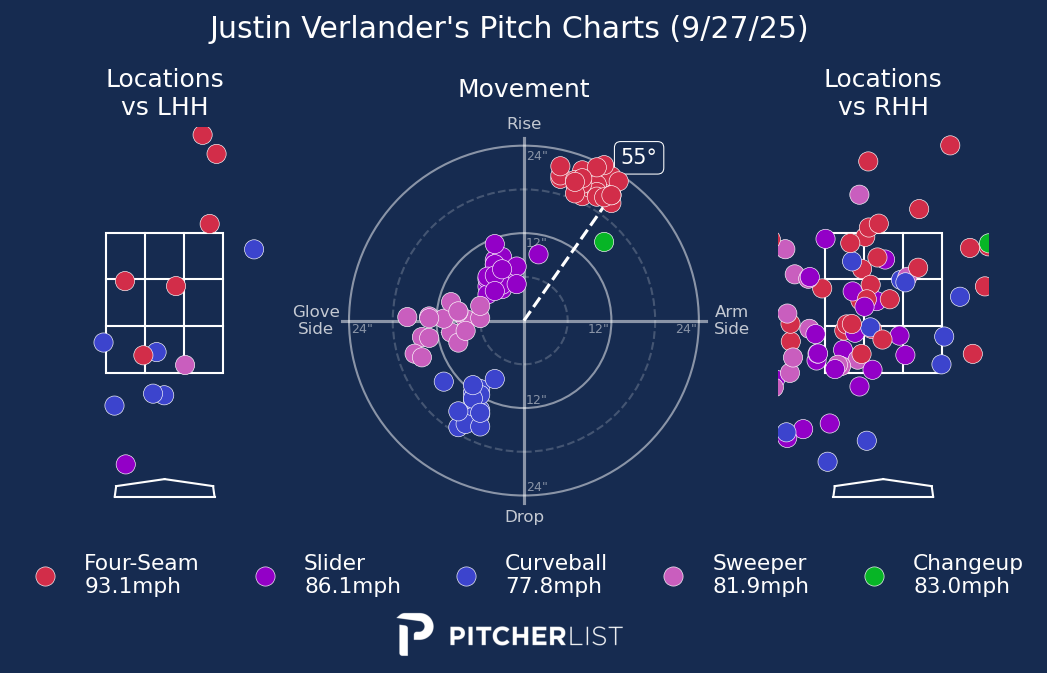 Justin Verlander's Pitch Charts (9/27/25)
Locations
vs LHH
Movement
Locations
vs RHH
Rise
24"
55°
12"
Glove
Side
24"
12"
24"
Arm
Side
12"
24"
Drop
Four-Seam
93.1mph
Slider
86.1mph
Curveball
77.8mph
Sweeper
81.9mph
Changeup
83.0mph
PITCHERLIST